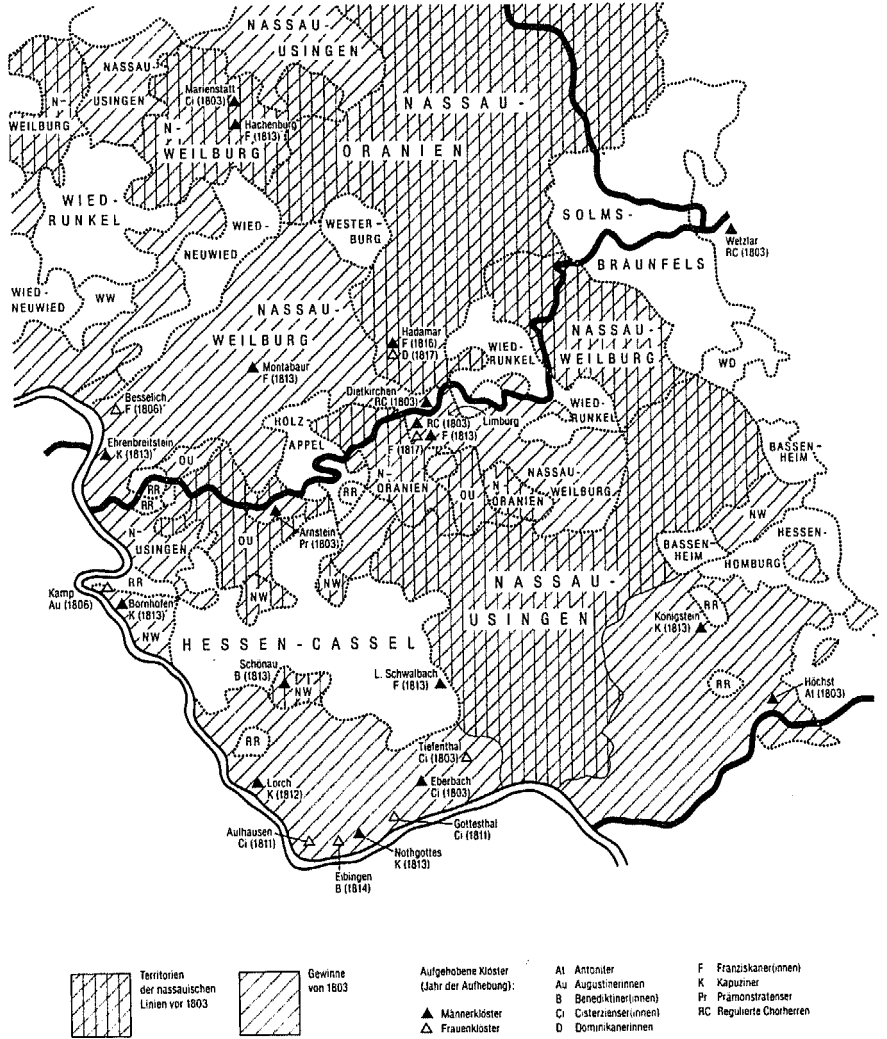 NASSAU-
USINGEN
NASSAU-
USINGEN
N-
WEILBURG
Marienstatt
Ci (1803)
Hachenburg
F (1813)
N-
WEILBURG
NASSAU-
ORANIEN
WIED-
RUNKEL
WIED-
NEUWIED
WESTER-
BURG
SOLMS-
BRAUNFELS
Wetzlar
RC (1803)
WIED-
NEUWIED
WW
NASSAU-
WEILBURG
Hadamar
F (1816)
D (1817)
WIED-
RUNKEL
NASSAU-
WEILBURG
WD
Montabaur
F (1813)
Besselich
F (1806)
Dietkirchen
RC (1803)
Limburg
WIED-
RUNKEL
Ehrenbreitstein
K (1813)
HOLZ-
APPEL
RC (1803)
F (1813)
F (1817)
BASSEN-
HEIM
OU
RR
RR
RR
N-
ORANIEN
OU
N-
ORANIEN
NASSAU-
WEILBURG
N-
USINGEN
OU
Arnstein
Pr (1803)
NW
HESSEN-
HOMBURG
BASSEN-
HEIM
Kamp
Au (1806)
RR
NW
NW
NASSAU-
USINGEN
Bornhofen
K (1813)
NW
Königstein
K (1813)
RR
HESSEN-CASSEL
Schönau
B (1813)
NW
L. Schwalbach
F (1813)
RR
Höchst
At (1803)
RR
Tiefenthal
Ci (1803)
Lorch
K (1812)
Eberbach
Ci (1803)
Gottesthal
Ci (1811)
Aulhausen
Ci (1811)
Nothgottes
K (1813)
Eibingen
B (1814)
Territorien
der nassauischen
Linien vor 1803
Gewinne
von 1803
Aufgehobene Klöster
(Jahr der Aufhebung):
▲ Männerklöster
△ Frauenklöster
At Antoniter
Au Augustinerinnen
B Benediktiner(innen)
Ci Cisterzienser(innen)
D Dominikanerinnen
F Franziskaner(innen)
K Kapuziner
Pr Prämonstratenser
RC Regulierte Chorherren